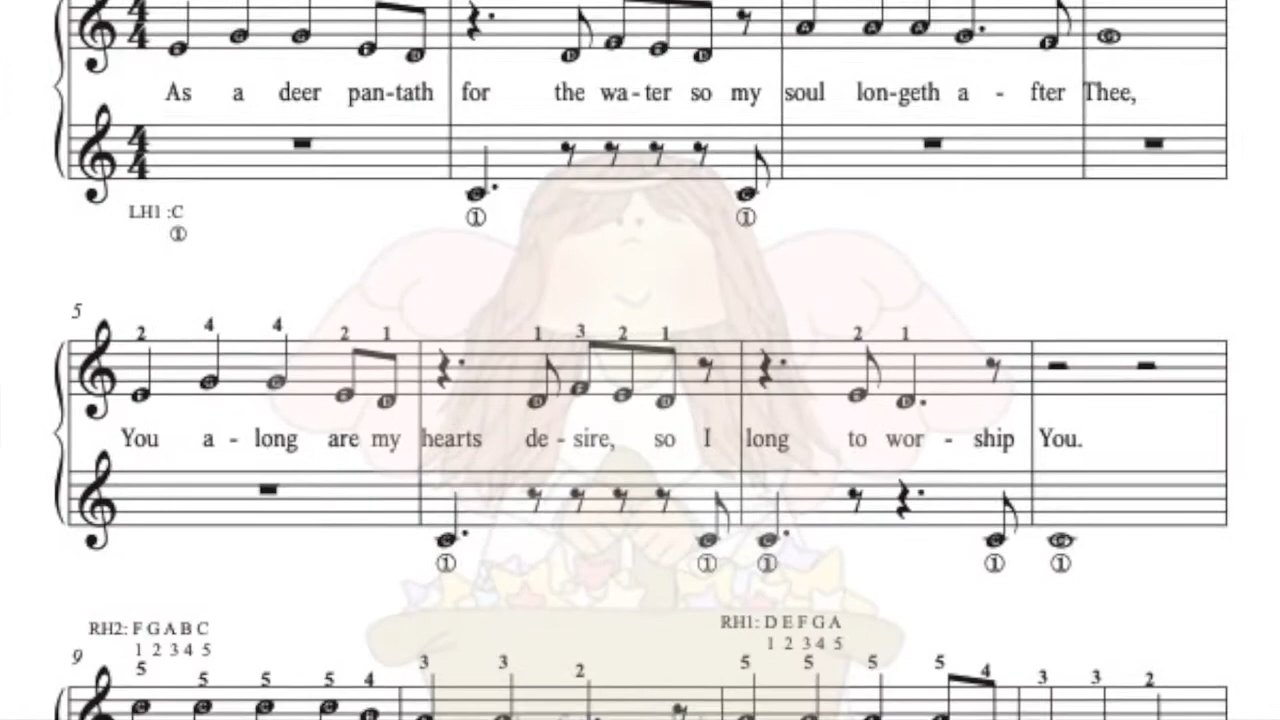 4 4
E G G E D D F E D A A A G F G
As a deer pan-tath for the wa-ter so my soul lon-geth a - fter Thee,
4 4
C C
LH1 :C ① ①
①
5
2 4 4 2 1 1 3 2 1 2 1
E G G E D D F E D E D
You a - long are my hearts de - sire, so I long to wor - ship You.
C C C C C
① ① ① ① ①
RH2: F G A B C RH1: D E F G A
1 2 3 4 5 1 2 3 4 5
9
5 5 5 5 4 3 3 2 5 5 5 5 4 3 3 2
C C C C B